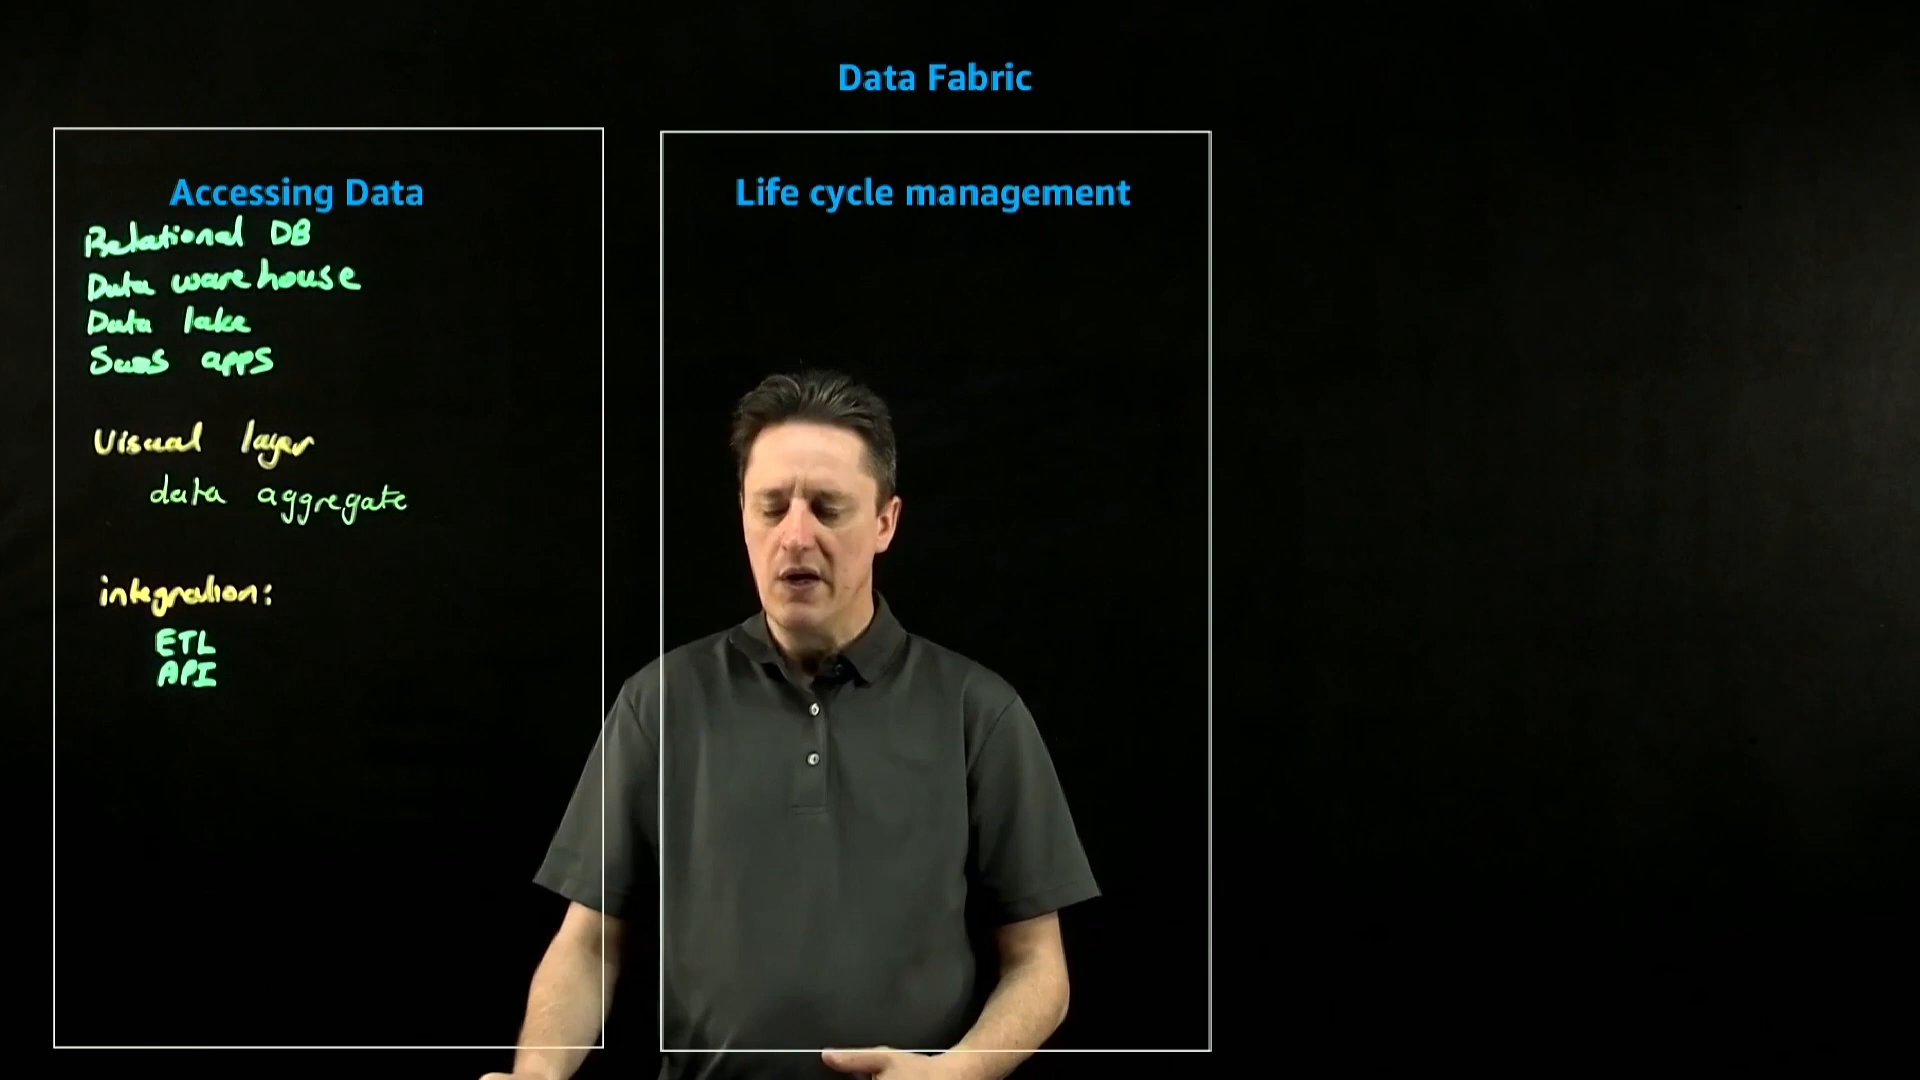 Data Fabric
Accessing Data
Relational DB
Data warehouse
Data lake
SaaS apps
Visual layer
data aggregate
integration:
ETL
API
Life cycle management